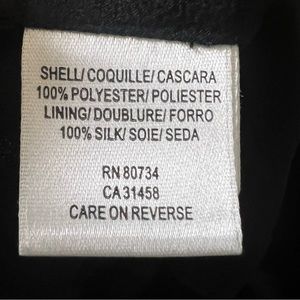 SHELL/ COQUILLE/ CASCARA
100% POLYESTER/ POLIESTER
LINING/ DOUBLURE/ FORRO
100% SILK/ SOIE/ SEDA
RN 80734
CA 31458
CARE ON REVERSE